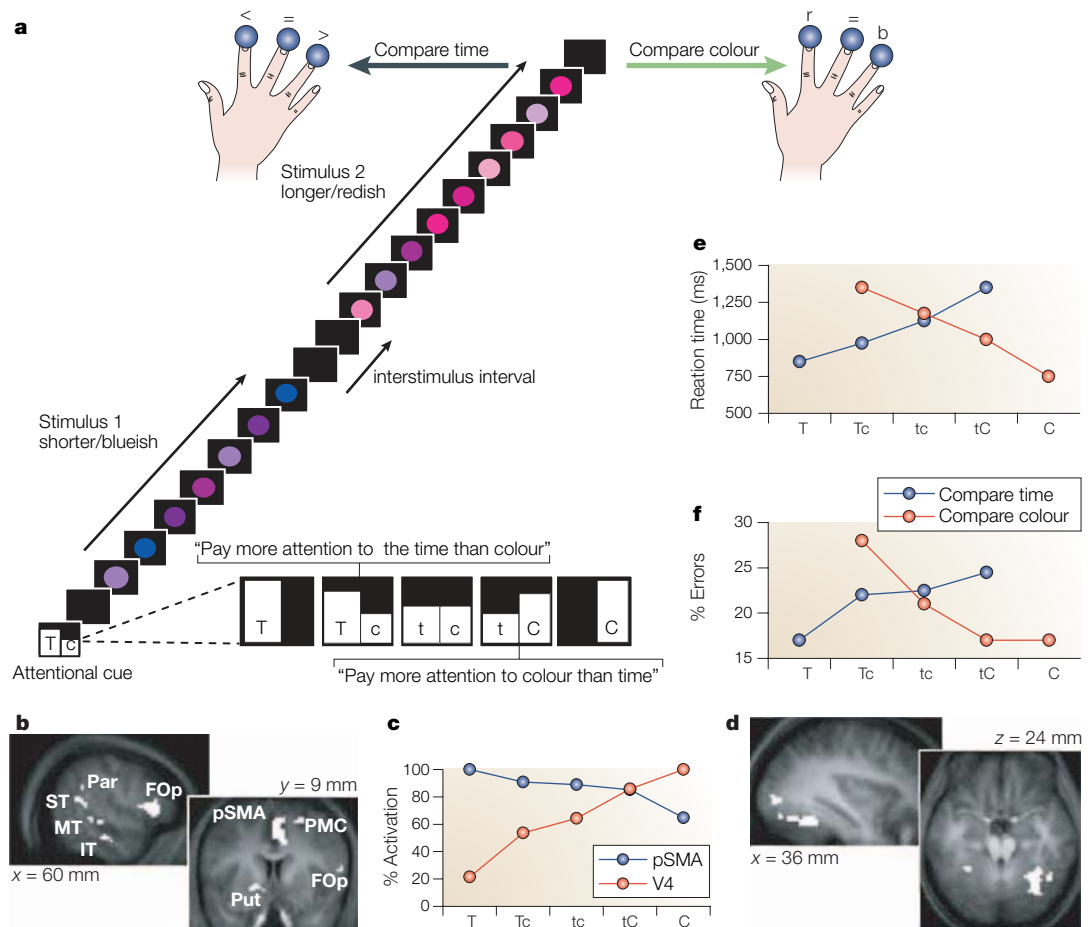 a
< = >
Compare time
Compare colour
r = b
Stimulus 2
longer/redish
interstimulus interval
Stimulus 1
shorter/blueish
"Pay more attention to the time than colour"
T
T c
t c
t C
C
T c
Attentional cue
"Pay more attention to colour than time"
e
1,500
1,250
1,000
750
500
Reation time (ms)
T Tc tc tC C
Compare time
Compare colour
f
30
25
20
15
% Errors
T Tc tc tC C
b
Par
ST
FOp
MT
IT
x = 60 mm
y = 9 mm
pSMA
PMC
FOp
Put
c
100
80
60
40
20
0
% Activation
pSMA
V4
T Tc tc tC C
d
z = 24 mm
x = 36 mm